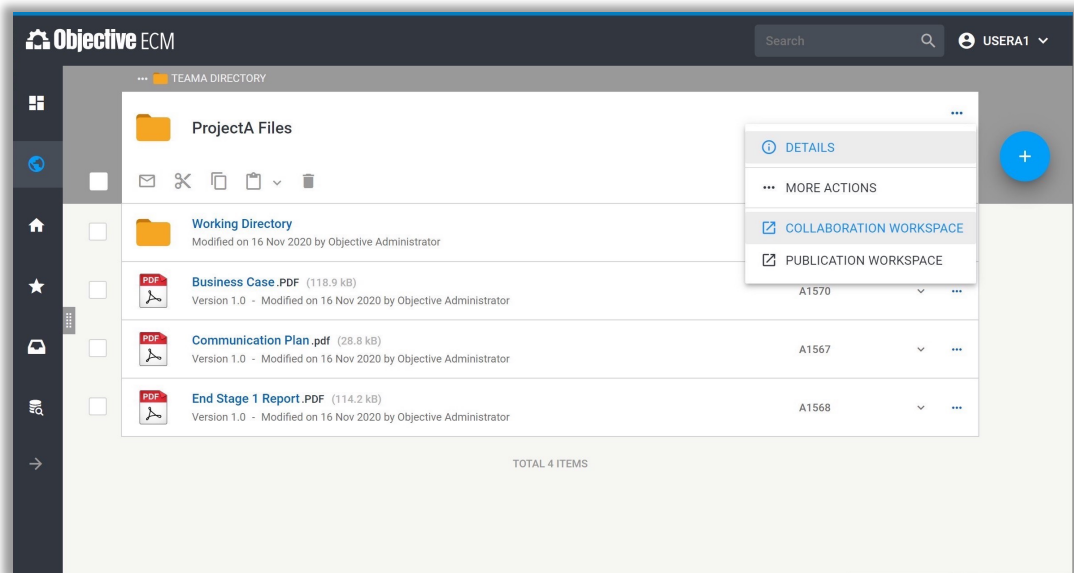 Objective ECM
Search
USERA1
... TEAMA DIRECTORY
ProjectA Files
DETAILS
MORE ACTIONS
COLLABORATION WORKSPACE
PUBLICATION WORKSPACE
Working Directory
Modified on 16 Nov 2020 by Objective Administrator
PDF
Business Case.PDF (118.9 kB)
Version 1.0 - Modified on 16 Nov 2020 by Objective Administrator
A1570
PDF
Communication Plan.pdf (28.8 kB)
Version 1.0 - Modified on 16 Nov 2020 by Objective Administrator
A1567
PDF
End Stage 1 Report.PDF (114.2 kB)
Version 1.0 - Modified on 16 Nov 2020 by Objective Administrator
A1568
TOTAL 4 ITEMS